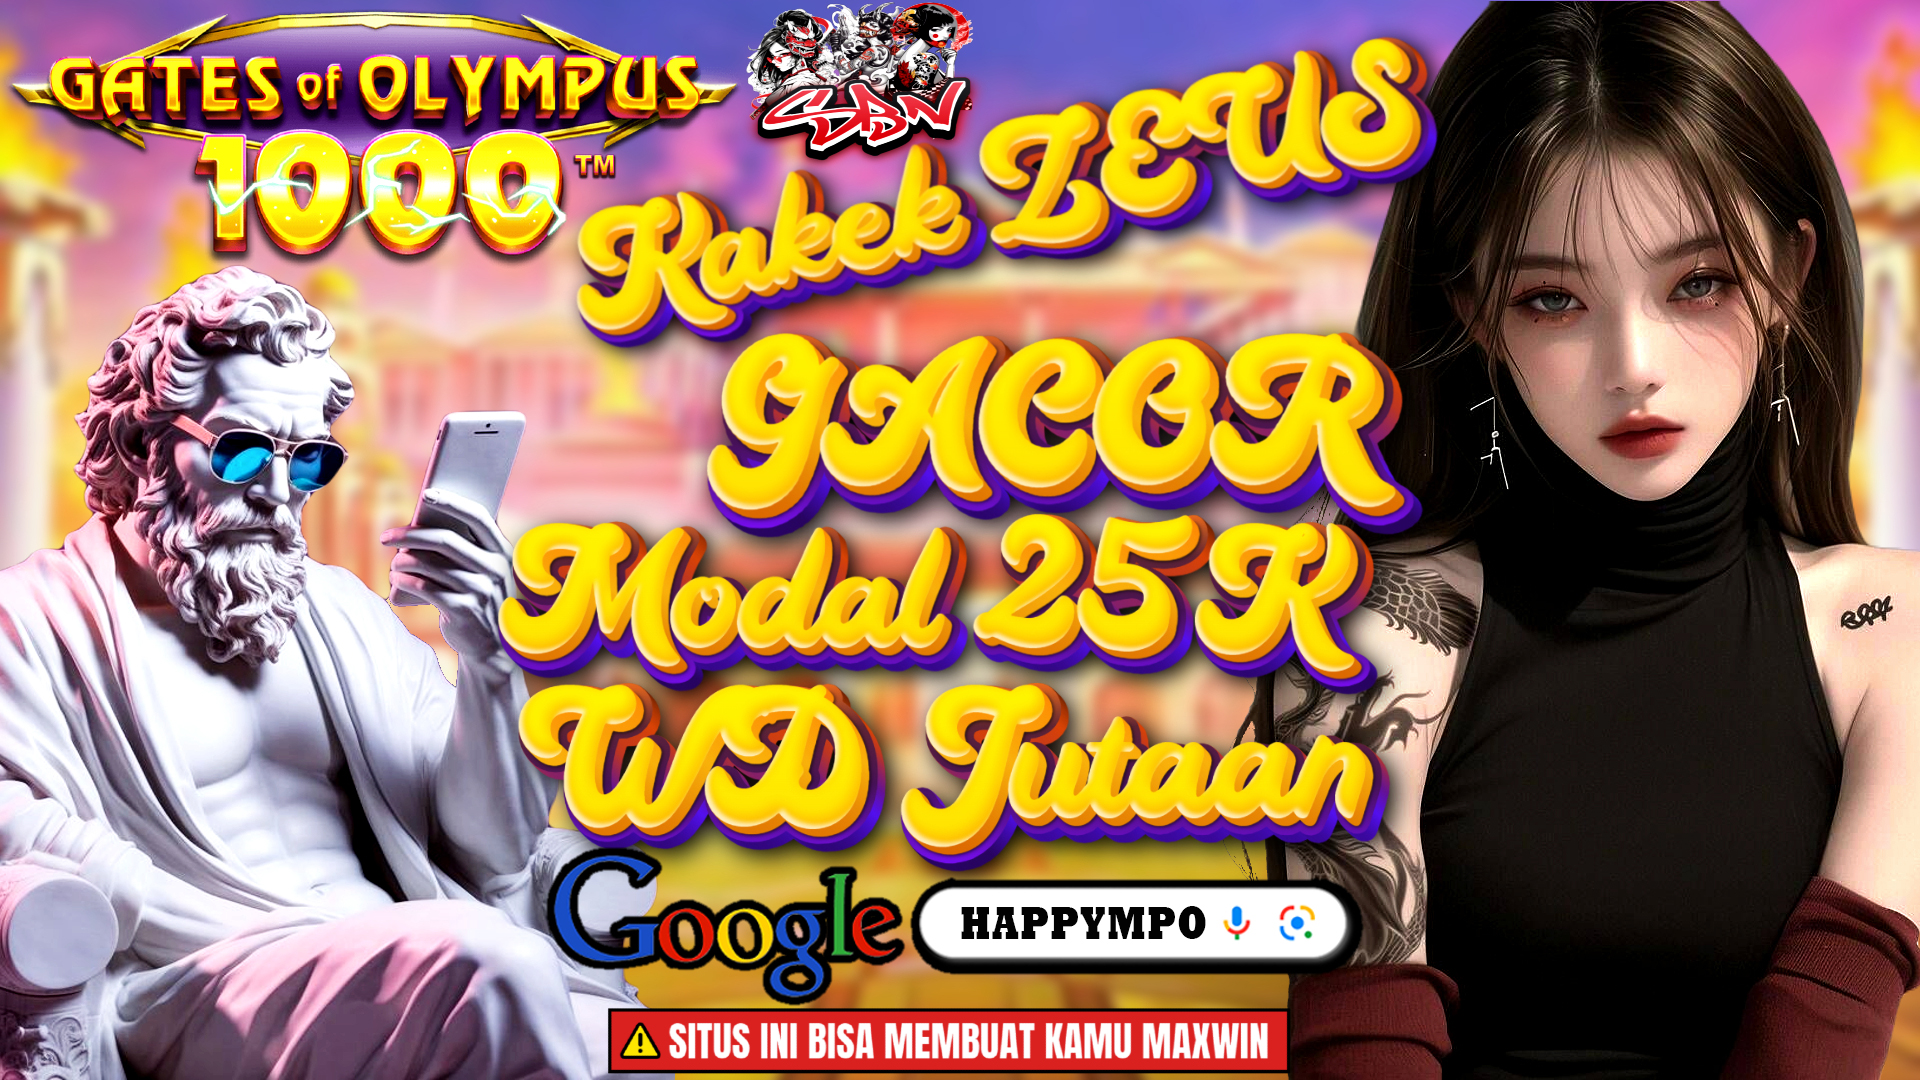 GATES of OLYMPUS
1000™
SBN
Kakek ZEUS
GACOR
Modal 25K
WD Jutaan
Google
HAPPYMPO
SITUS INI BISA MEMBUAT KAMU MAXWIN